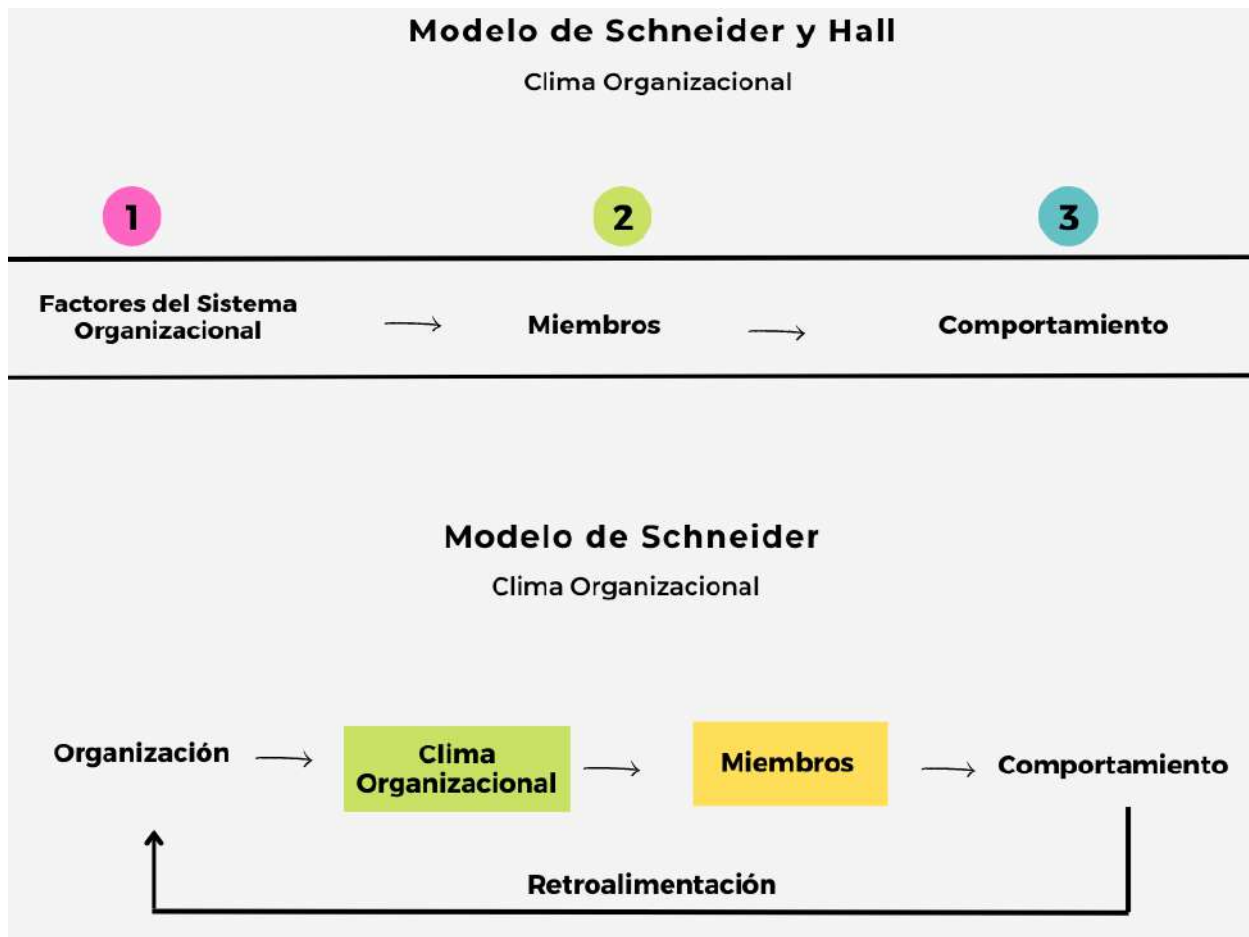 Modelo de Schneider y Hall
Clima Organizacional
1
2
3
Factores del Sistema
Organizacional
Miembros
Comportamiento
Modelo de Schneider
Clima Organizacional
Organización
Clima
Organizacional
Miembros
Comportamiento
Retroalimentación